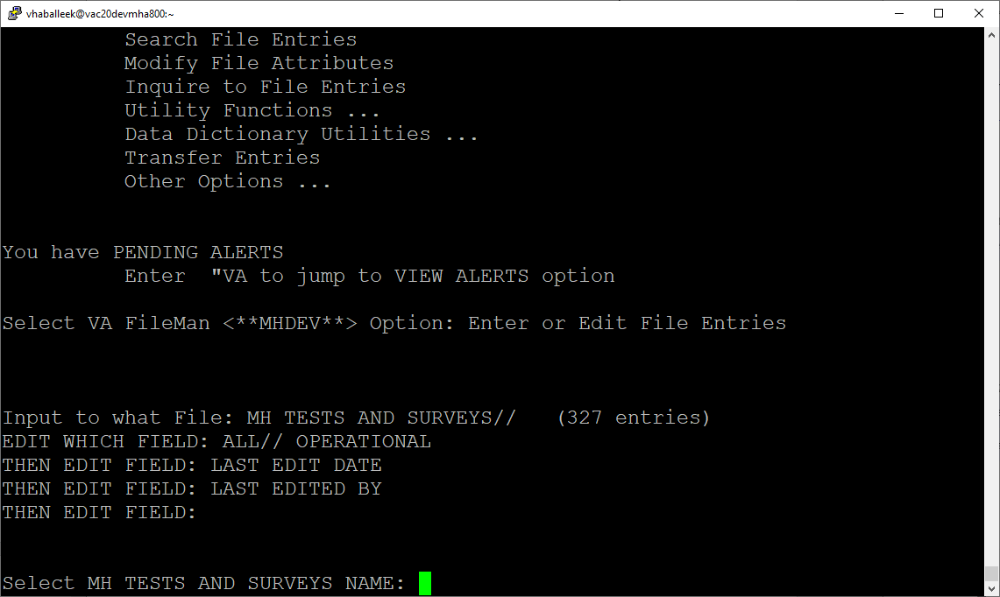 vhaballeek@vac20devmha800:~
Search File Entries
Modify File Attributes
Inquire to File Entries
Utility Functions ...
Data Dictionary Utilities ...
Transfer Entries
Other Options ...
You have PENDING ALERTS
Enter  "VA to jump to VIEW ALERTS option
Select VA FileMan <**MHDEV**> Option: Enter or Edit File Entries
Input to what File: MH TESTS AND SURVEYS//   (327 entries)
EDIT WHICH FIELD: ALL// OPERATIONAL
THEN EDIT FIELD: LAST EDIT DATE
THEN EDIT FIELD: LAST EDITED BY
THEN EDIT FIELD:
Select MH TESTS AND SURVEYS NAME: